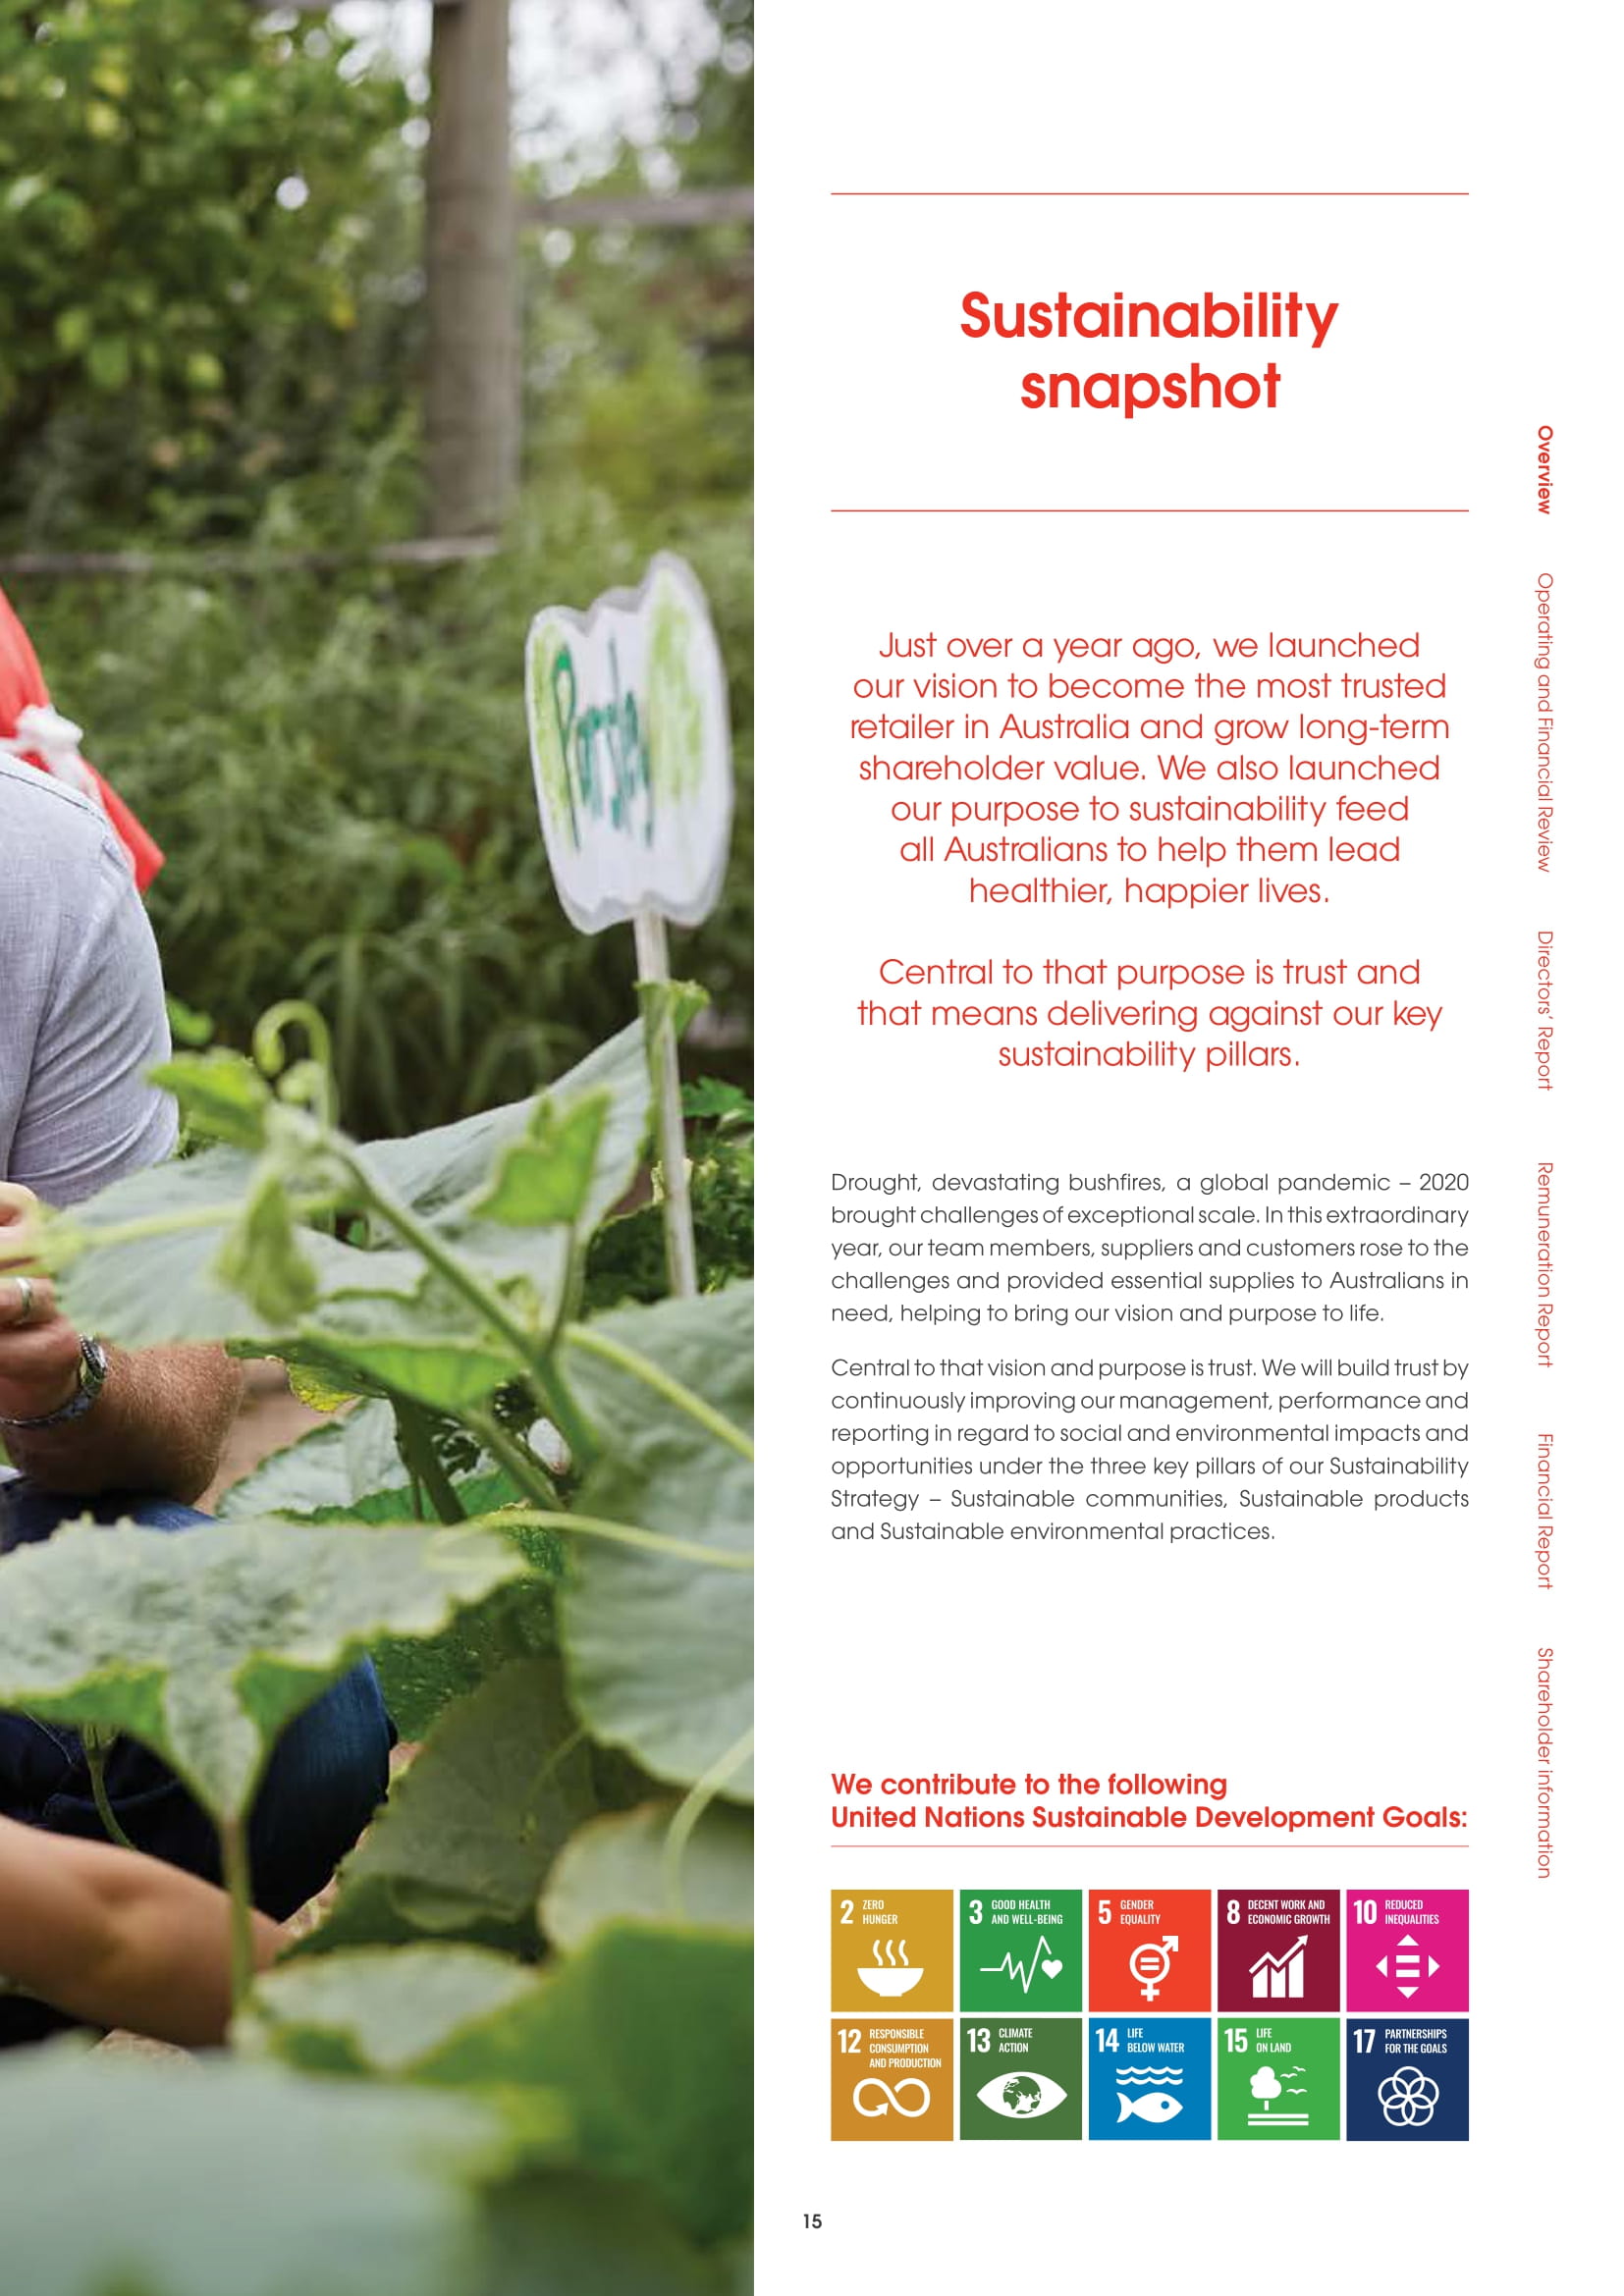 Parsley
Sustainability
snapshot
Just over a year ago, we launched
our vision to become the most trusted
retailer in Australia and grow long-term
shareholder value. We also launched
our purpose to sustainability feed
all Australians to help them lead
healthier, happier lives.
Central to that purpose is trust and
that means delivering against our key
sustainability pillars.
Drought, devastating bushfires, a global pandemic – 2020
brought challenges of exceptional scale. In this extraordinary
year, our team members, suppliers and customers rose to the
challenges and provided essential supplies to Australians in
need, helping to bring our vision and purpose to life.
Central to that vision and purpose is trust. We will build trust by
continuously improving our management, performance and
reporting in regard to social and environmental impacts and
opportunities under the three key pillars of our Sustainability
Strategy – Sustainable communities, Sustainable products
and Sustainable environmental practices.
We contribute to the following
United Nations Sustainable Development Goals:
2 ZERO
HUNGER
3 GOOD HEALTH
AND WELL-BEING
5 GENDER
EQUALITY
8 DECENT WORK AND
ECONOMIC GROWTH
10 REDUCED
INEQUALITIES
12 RESPONSIBLE
CONSUMPTION
AND PRODUCTION
13 CLIMATE
ACTION
14 LIFE
BELOW WATER
15 LIFE
ON LAND
17 PARTNERSHIPS
FOR THE GOALS
15
Overview
Operating and Financial Review
Directors' Report
Remuneration Report
Financial Report
Shareholder information